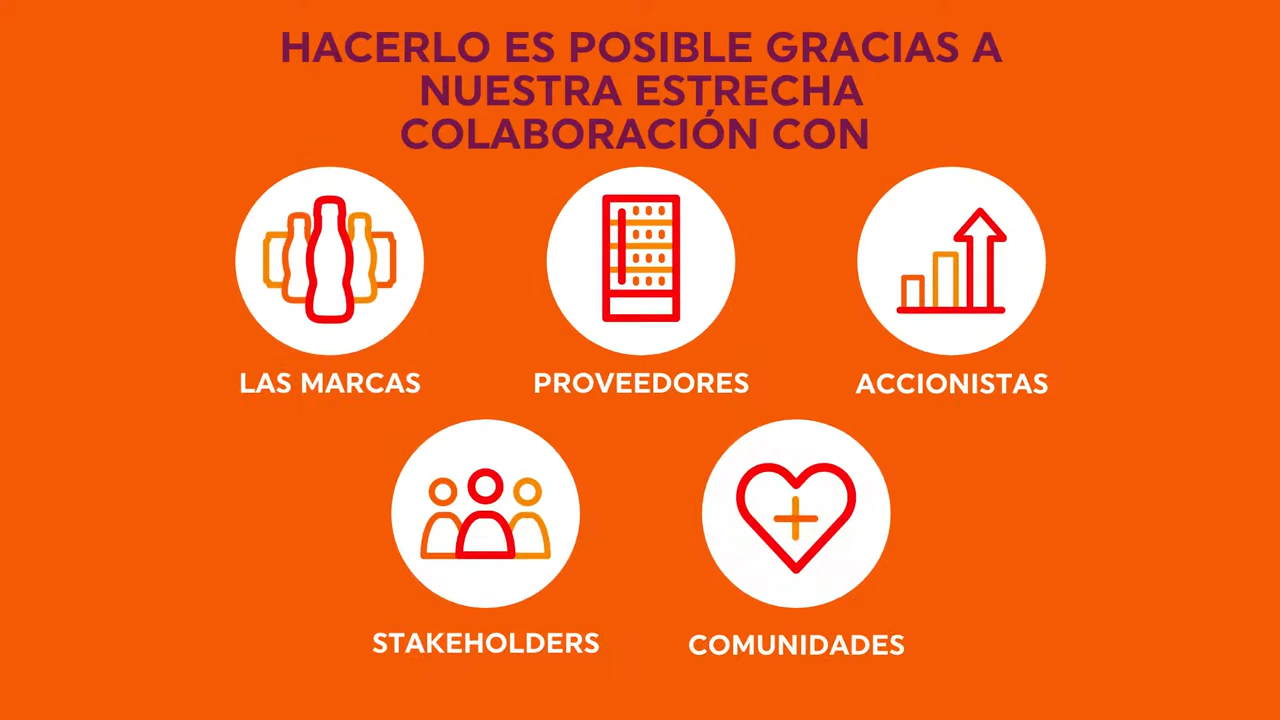 HACERLO ES POSIBLE GRACIAS A
NUESTRA ESTRECHA
COLABORACIÓN CON
LAS MARCAS
PROVEEDORES
ACCIONISTAS
STAKEHOLDERS
COMUNIDADES